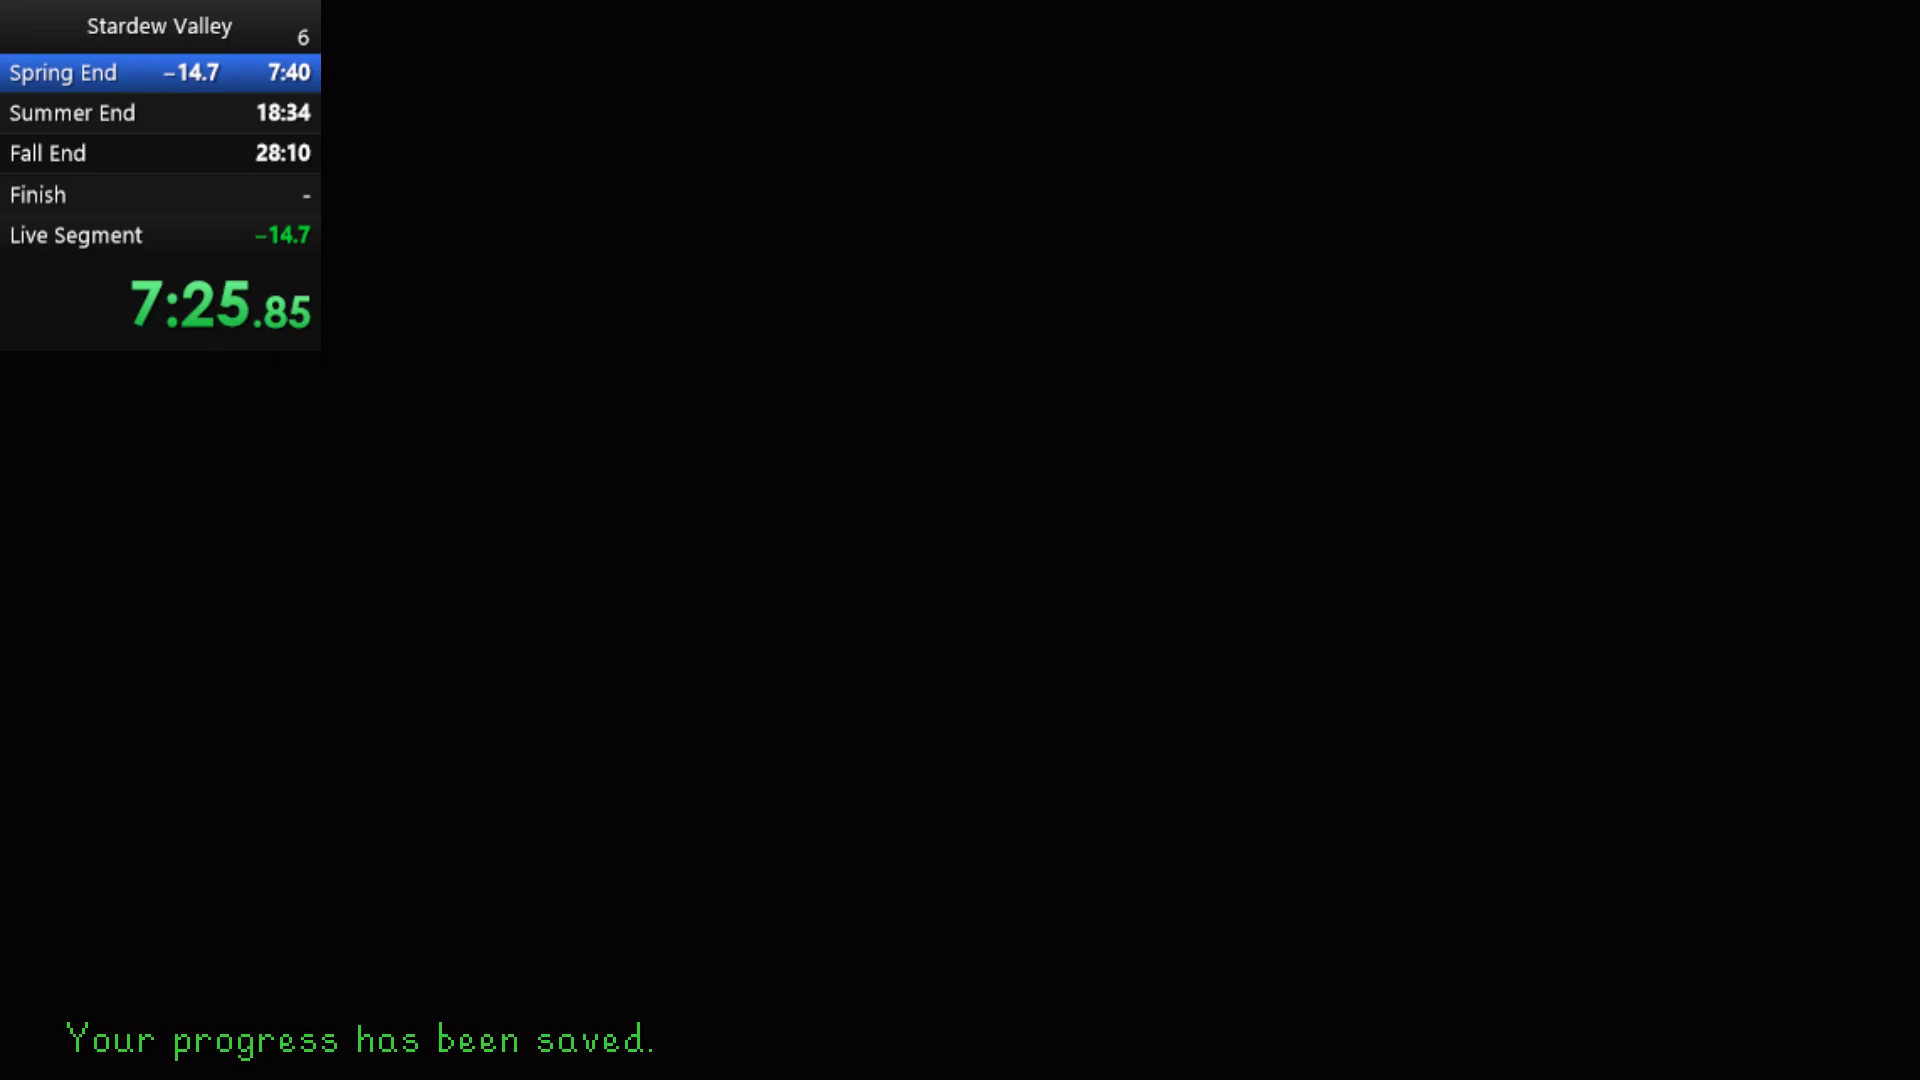 Stardew Valley
6
Spring End −14.7 7:40
Summer End 18:34
Fall End 28:10
Finish -
Live Segment −14.7
7:25.85
Your progress has been saved.